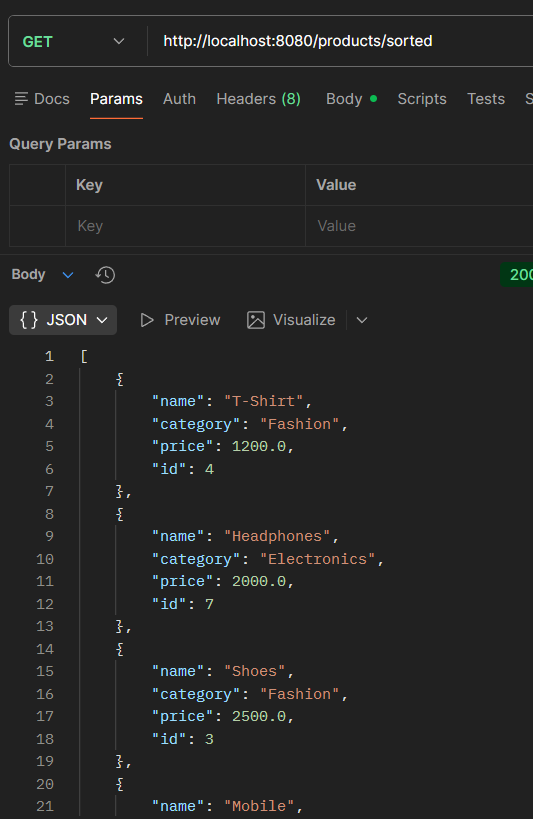 GET http://localhost:8080/products/sorted
Docs Params Auth Headers (8) Body Scripts Tests S
Query Params
Key Value
Key Value
Body 200
{} JSON Preview Visualize
1 [
2 {
3 "name": "T-Shirt",
4 "category": "Fashion",
5 "price": 1200.0,
6 "id": 4
7 },
8 {
9 "name": "Headphones",
10 "category": "Electronics",
11 "price": 2000.0,
12 "id": 7
13 },
14 {
15 "name": "Shoes",
16 "category": "Fashion",
17 "price": 2500.0,
18 "id": 3
19 },
20 {
21 "name": "Mobile",